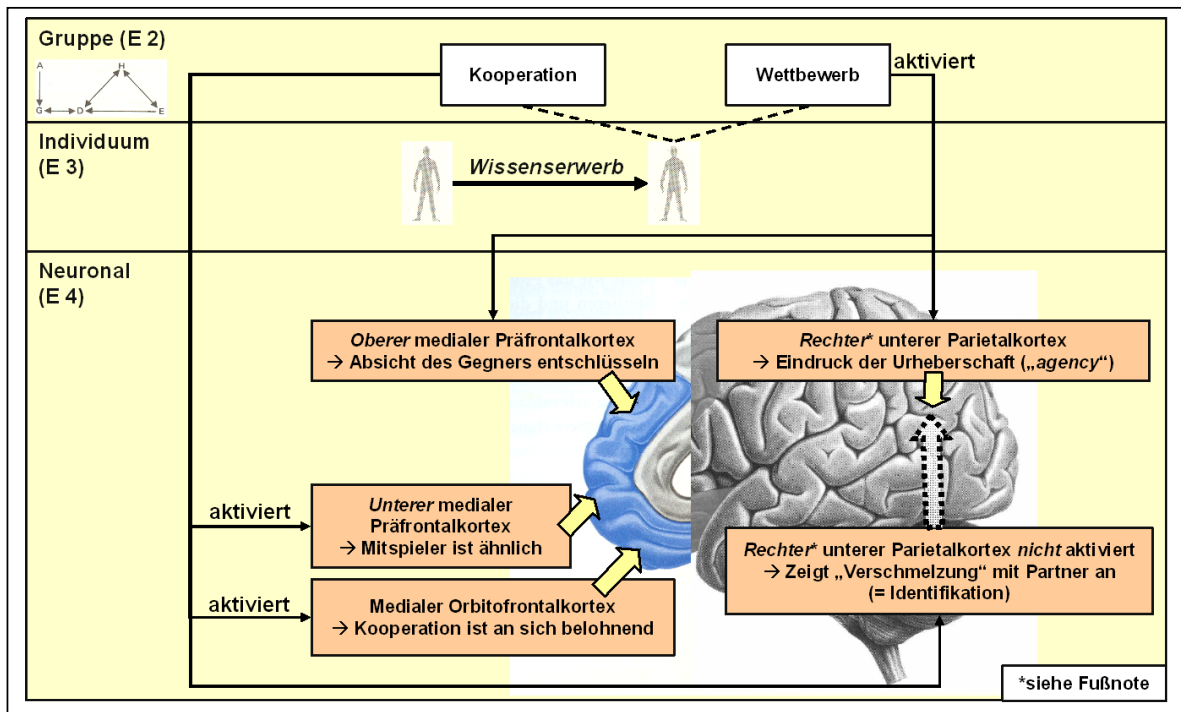 Gruppe (E 2)
A
H
G
D
E
Kooperation
Wettbewerb
aktiviert
Individuum
(E 3)
Wissenserwerb
Neuronal
(E 4)
Oberer medialer Präfrontalkortex
→ Absicht des Gegners entschlüsseln
Rechter* unterer Parietalkortex
→ Eindruck der Urheberschaft („agency“)
aktiviert
Unterer medialer
Präfrontalkortex
→ Mitspieler ist ähnlich
Rechter* unterer Parietalkortex nicht aktiviert
→ Zeigt „Verschmelzung“ mit Partner an
(= Identifikation)
aktiviert
Medialer Orbitofrontalkortex
→ Kooperation ist an sich belohnend
*siehe Fußnote